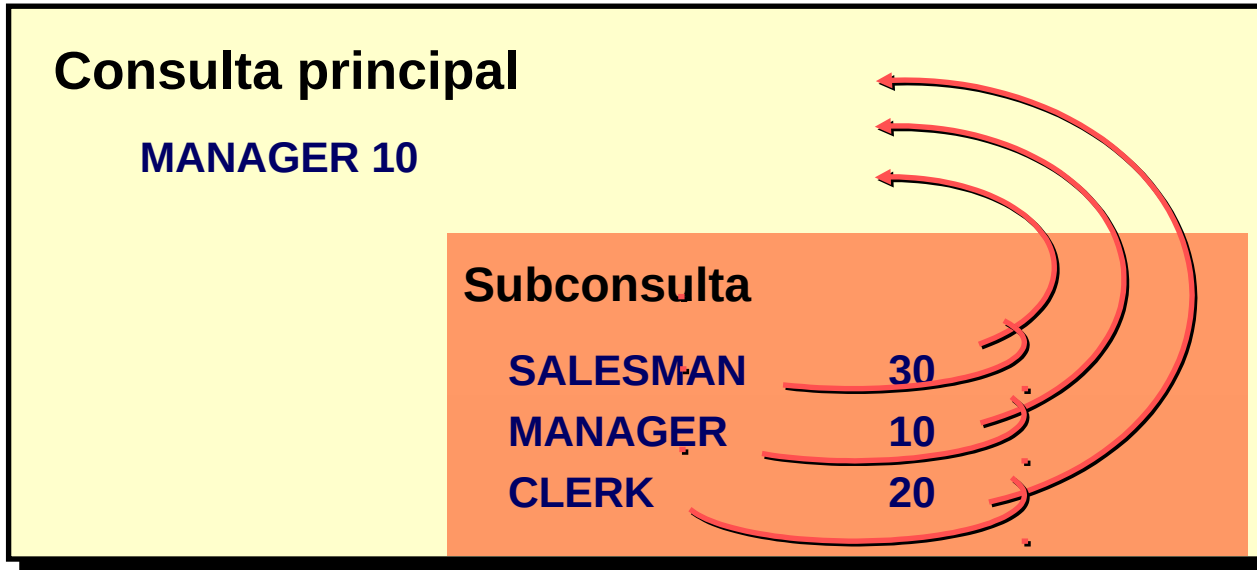 Consulta principal
MANAGER 10
Subconsulta
SALESMAN 30
MANAGER 10
CLERK 20